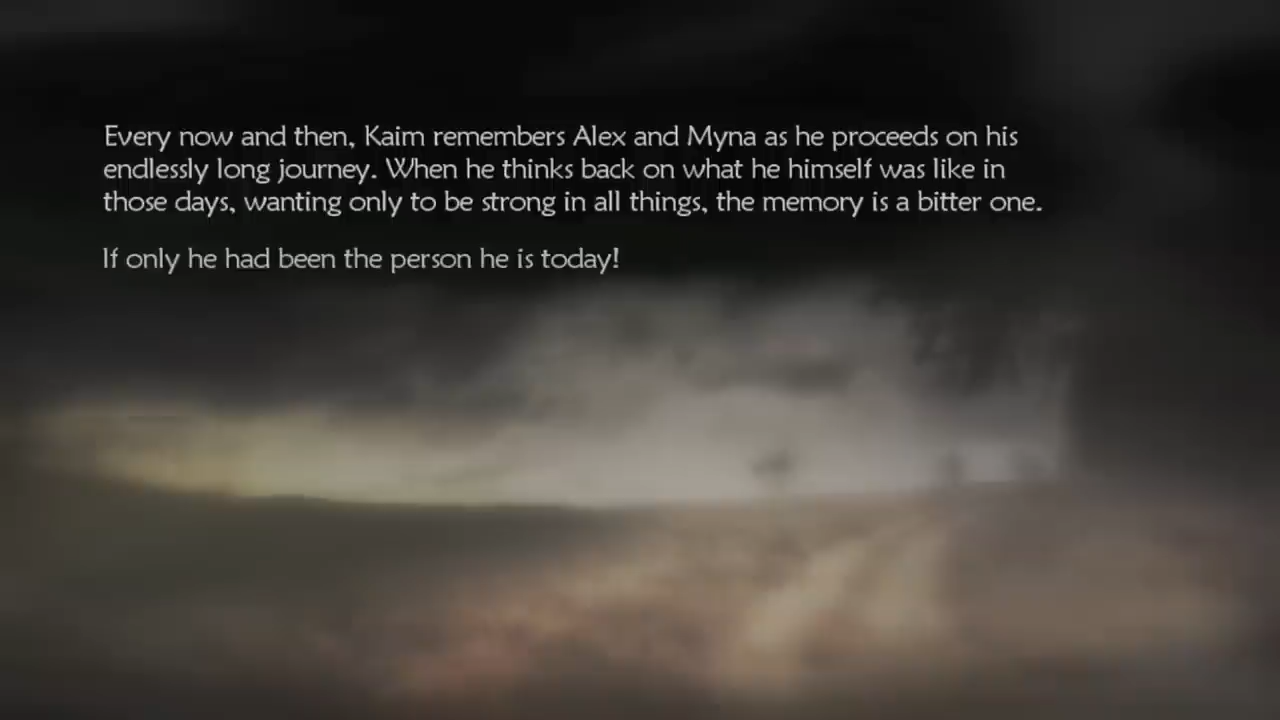 Every now and then, Kaim remembers Alex and Myna as he proceeds on his
endlessly long journey. When he thinks back on what he himself was like in
those days, wanting only to be strong in all things, the memory is a bitter one.
If only he had been the person he is today!